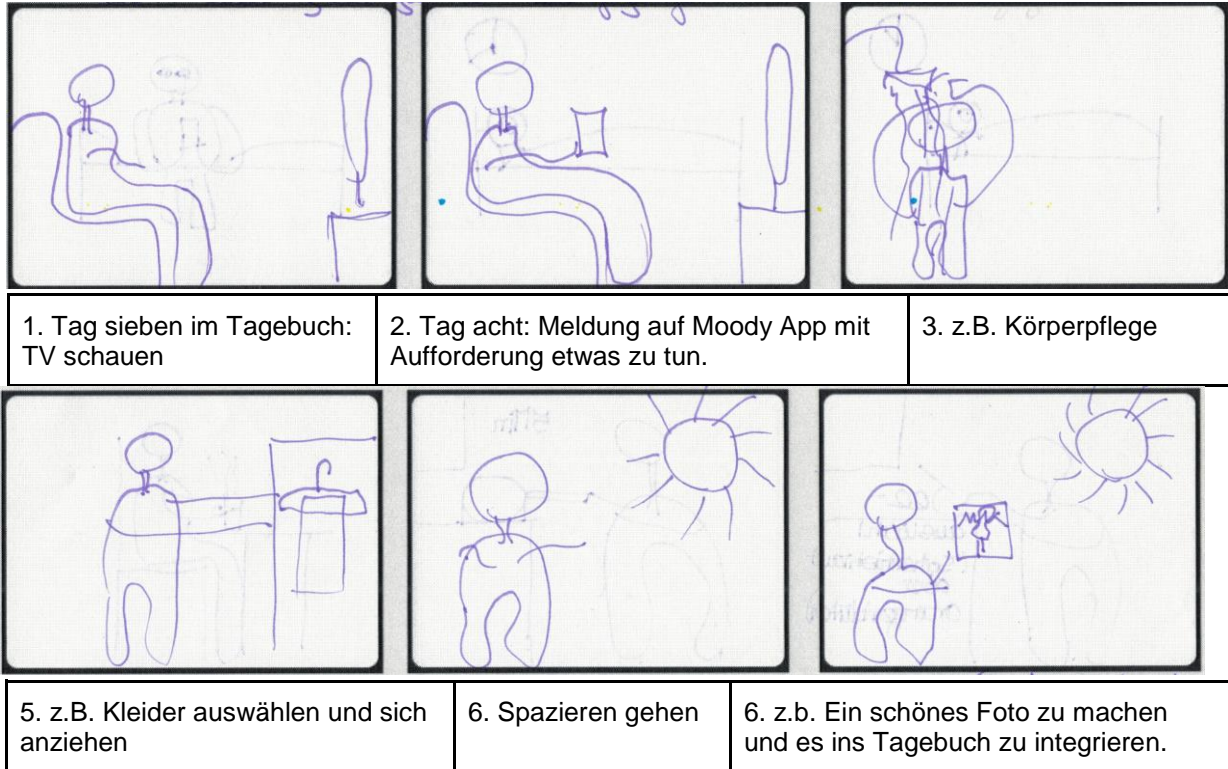 1. Tag sieben im Tagebuch:
TV schauen
2. Tag acht: Meldung auf Moody App mit
Aufforderung etwas zu tun.
3. z.B. Körperpflege
5. z.B. Kleider auswählen und sich
anziehen
6. Spazieren gehen
6. z.b. Ein schönes Foto zu machen
und es ins Tagebuch zu integrieren.